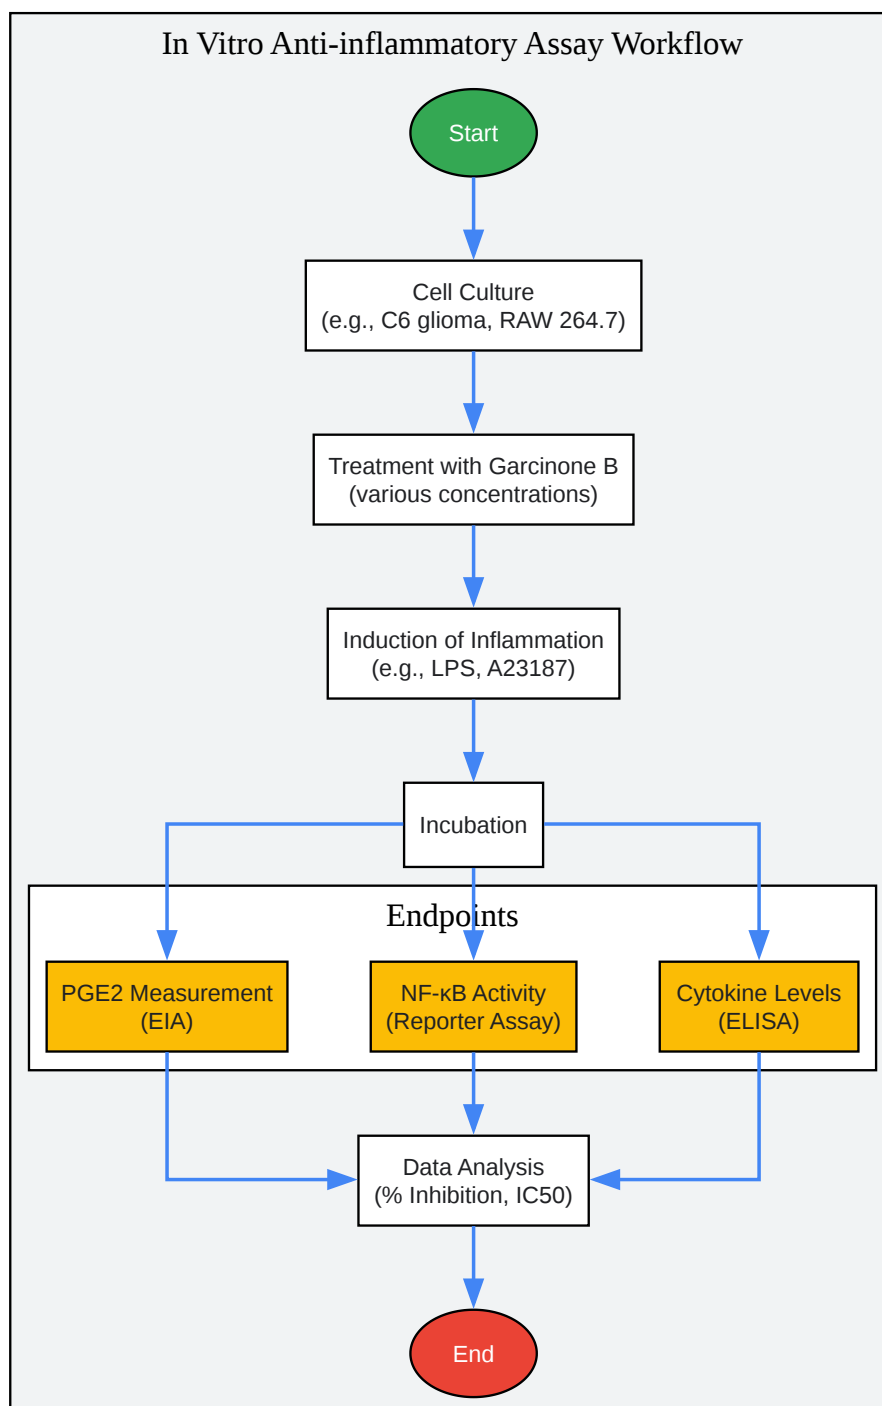 In Vitro Anti-inflammatory Assay Workflow
Start
Cell Culture
(e.g., C6 glioma, RAW 264.7)
Treatment with Garcinone B
(various concentrations)
Induction of Inflammation
(e.g., LPS, A23187)
Incubation
Endpoints
PGE2 Measurement
(EIA)
NF-κB Activity
(Reporter Assay)
Cytokine Levels
(ELISA)
Data Analysis
(% Inhibition, IC50)
End